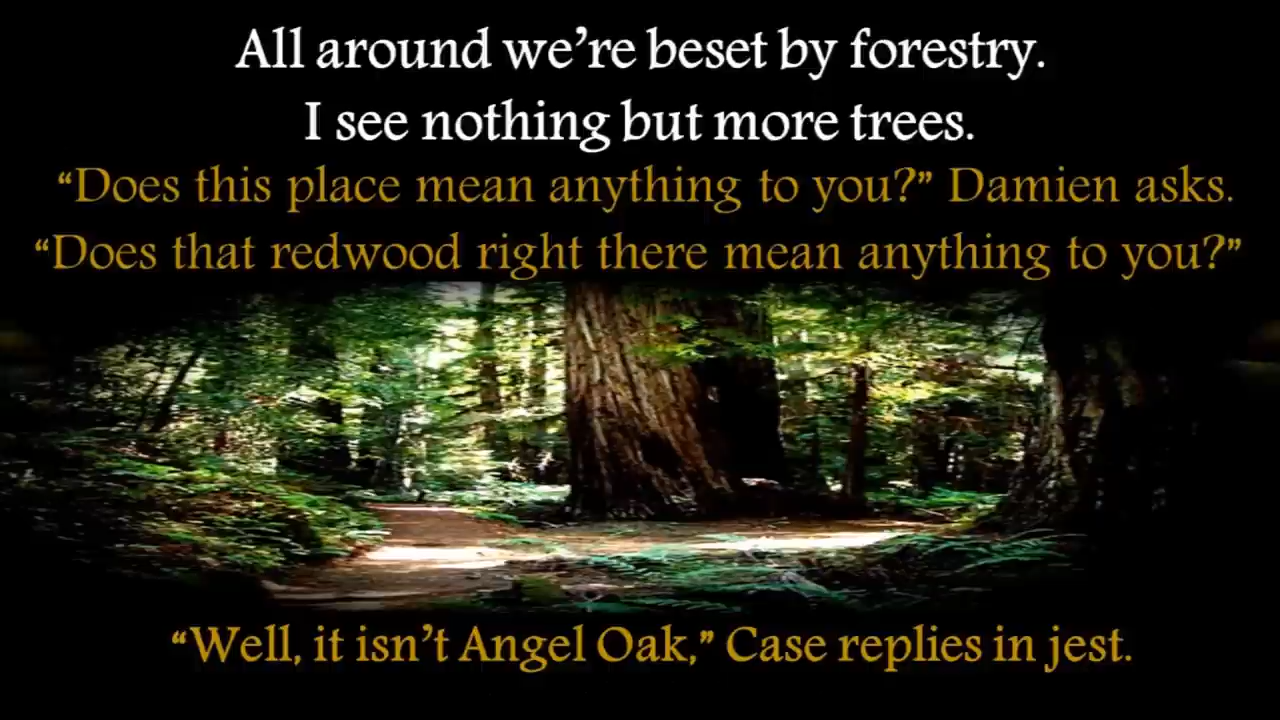 All around we’re beset by forestry.
I see nothing but more trees.
“Does this place mean anything to you?” Damien asks.
“Does that redwood right there mean anything to you?”
“Well, it isn’t Angel Oak,” Case replies in jest.